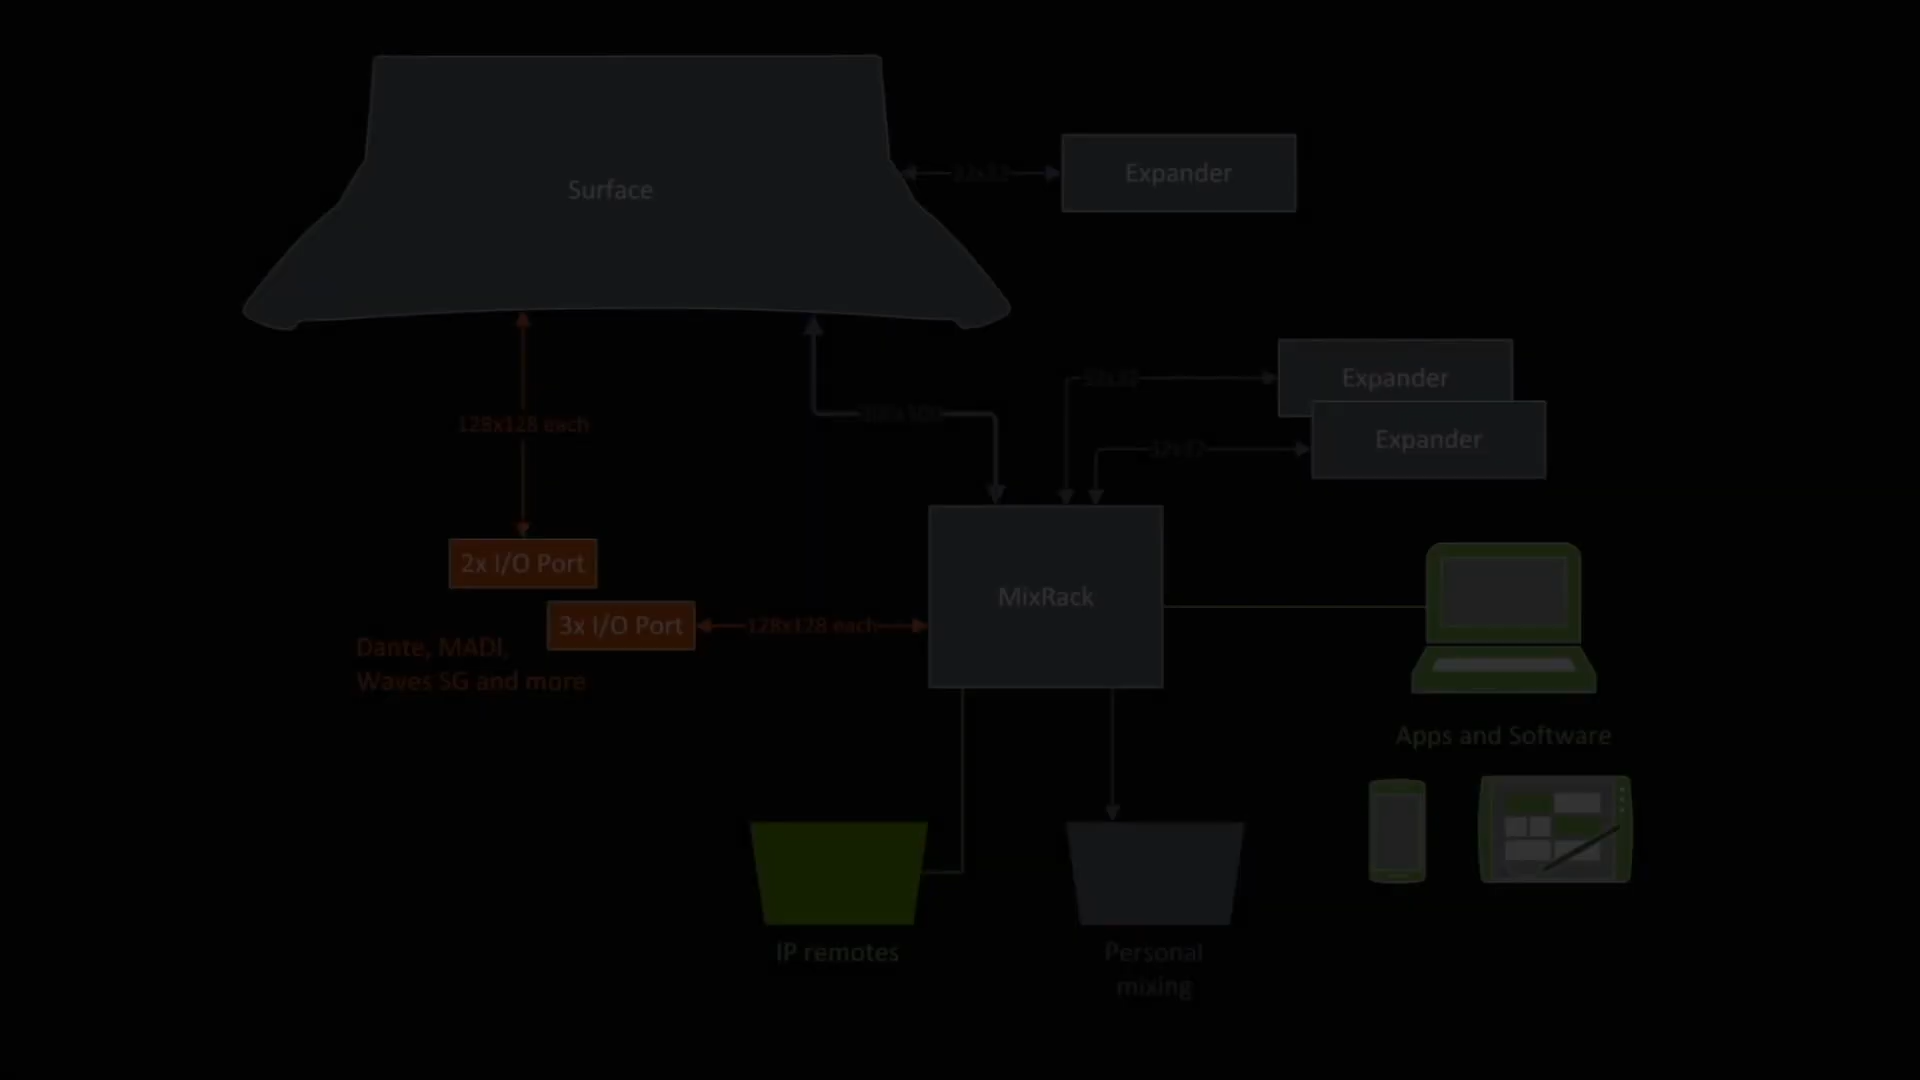 Surface
Expander
Expander
128x128 each
32x32
Expander
2x I/O Port
MixRack
3x I/O Port
128x128 each
Dante, MADI,
Waves SG and more
Apps and Software
IP remotes
Personal
mixing